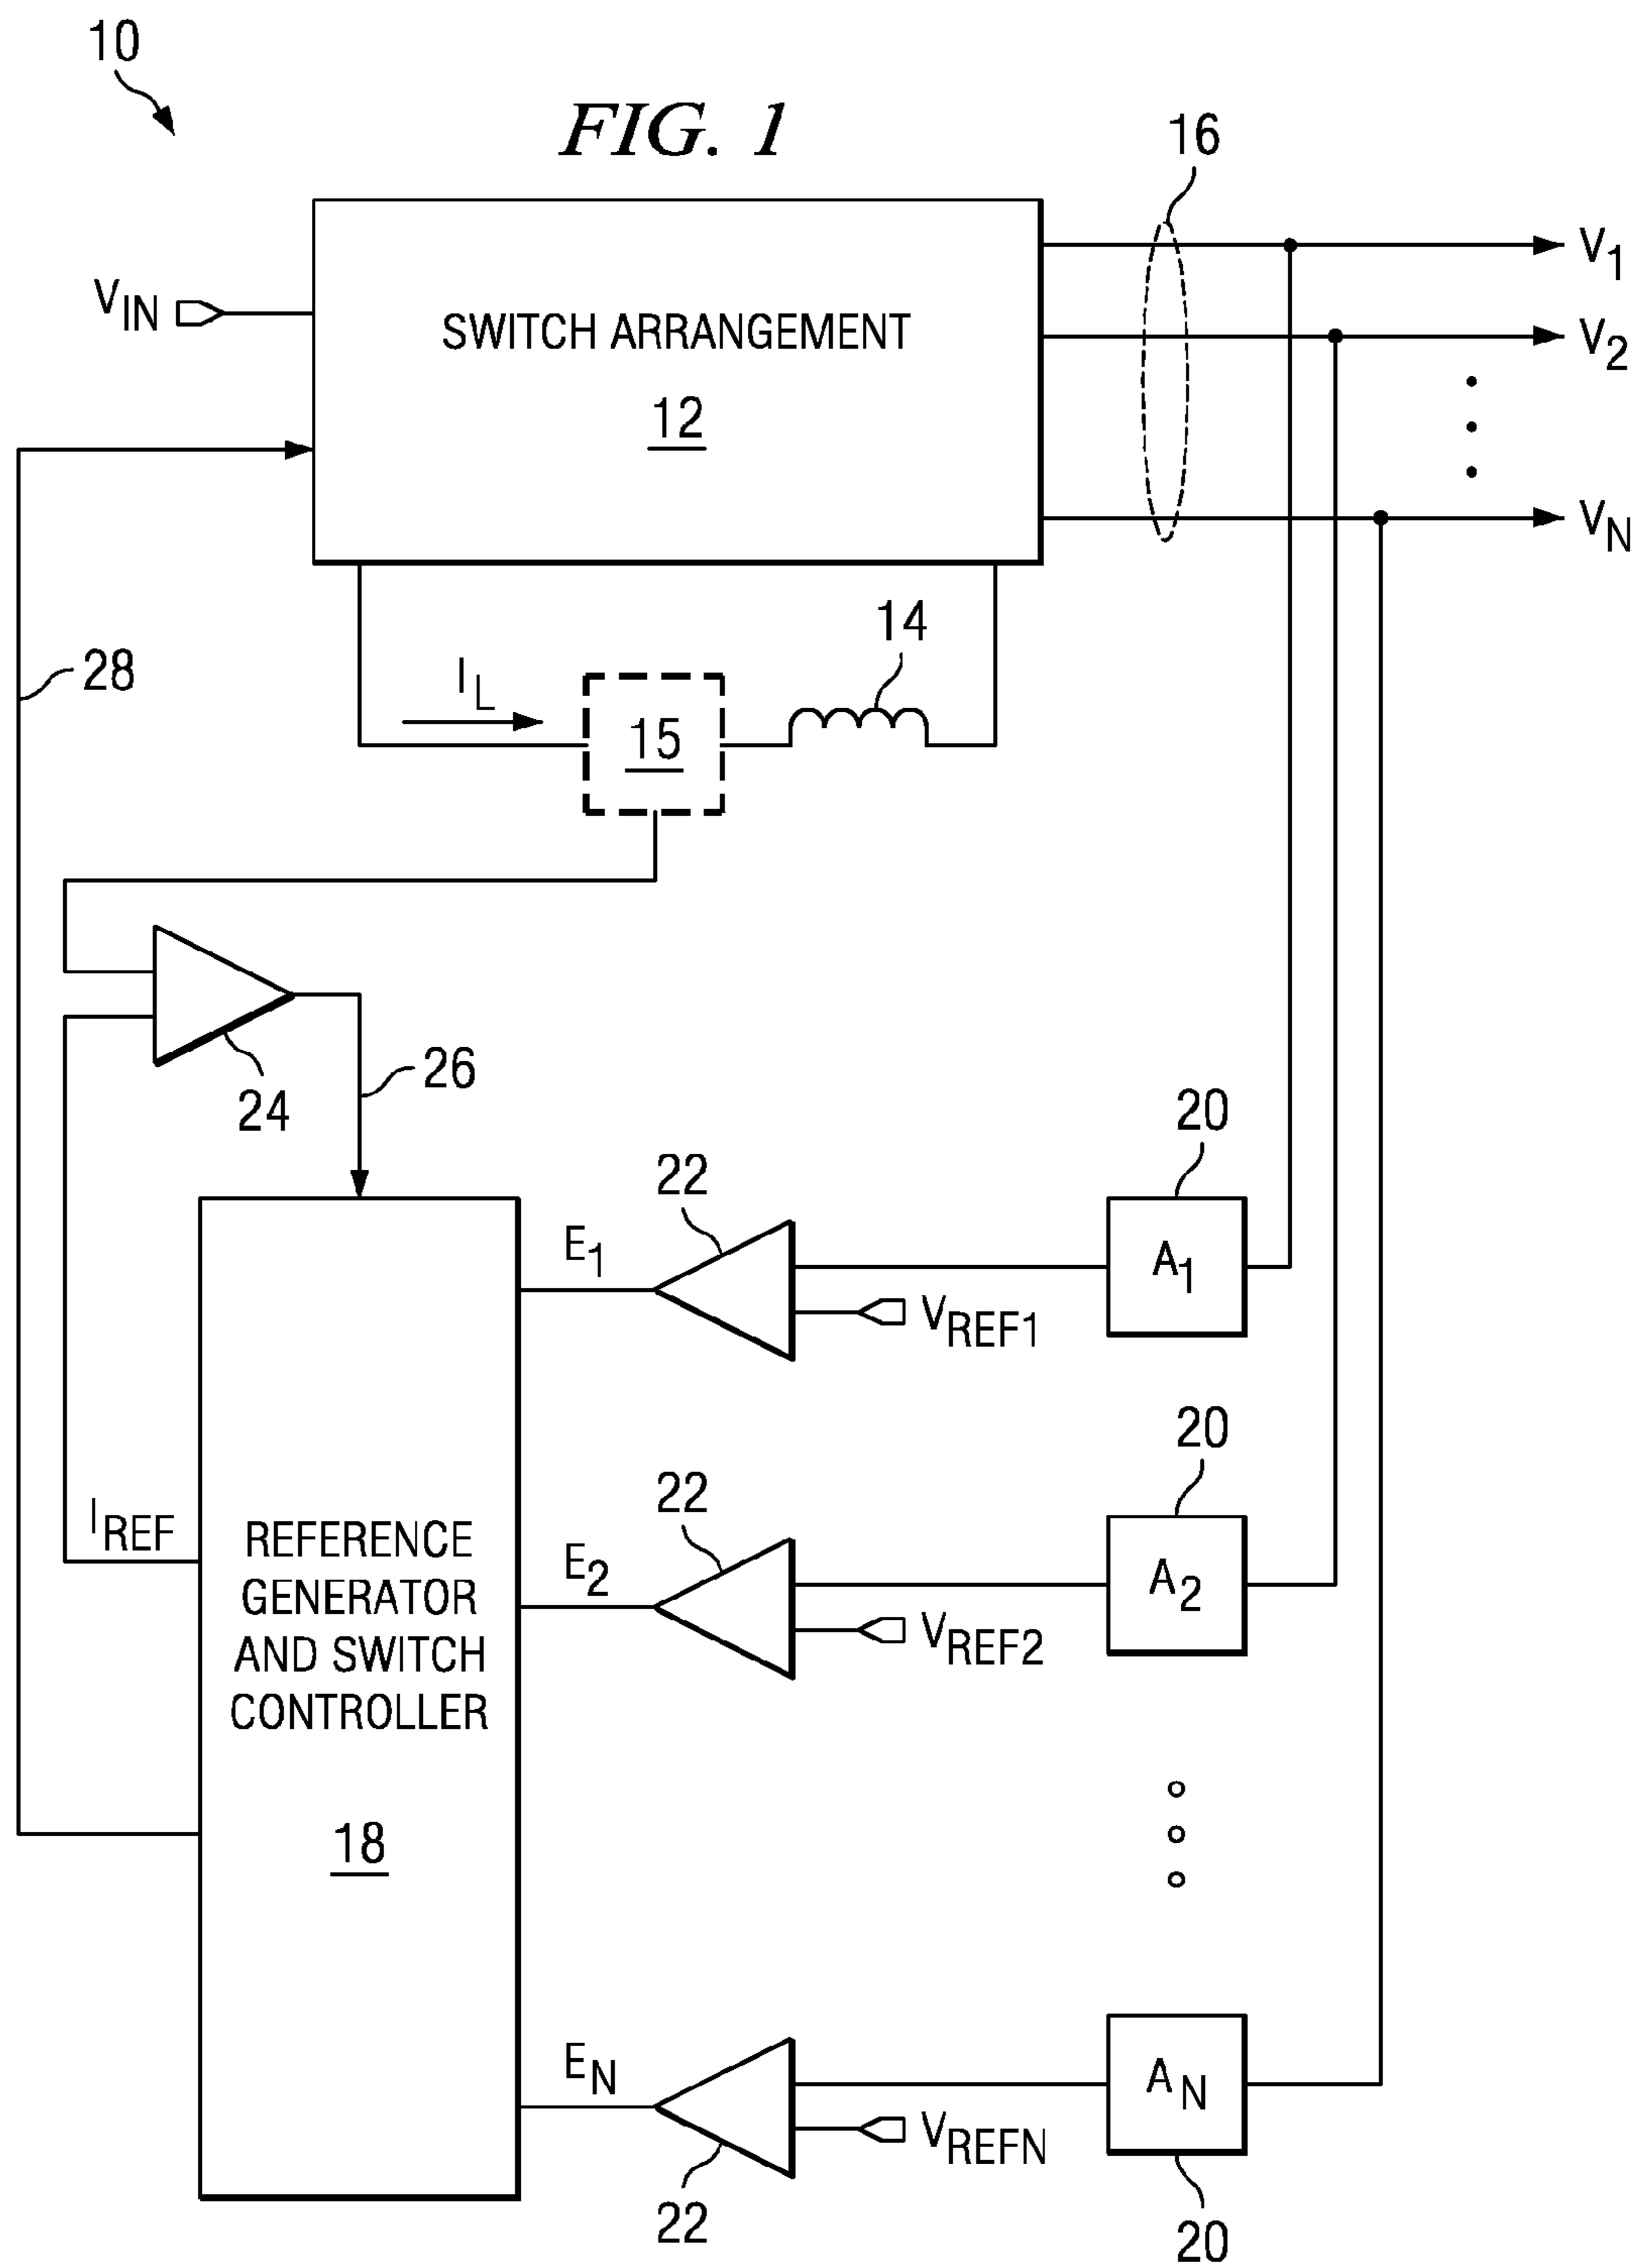 10
FIG. 1
16
V1
VIN
SWITCH ARRANGEMENT
V2
12
VN
14
28
IL
15
26
24
20
22
E1
A1
VREF1
20
22
IREF
REFERENCE
GENERATOR
AND SWITCH
CONTROLLER
E2
A2
VREF2
18
EN
AN
VREFN
22
20